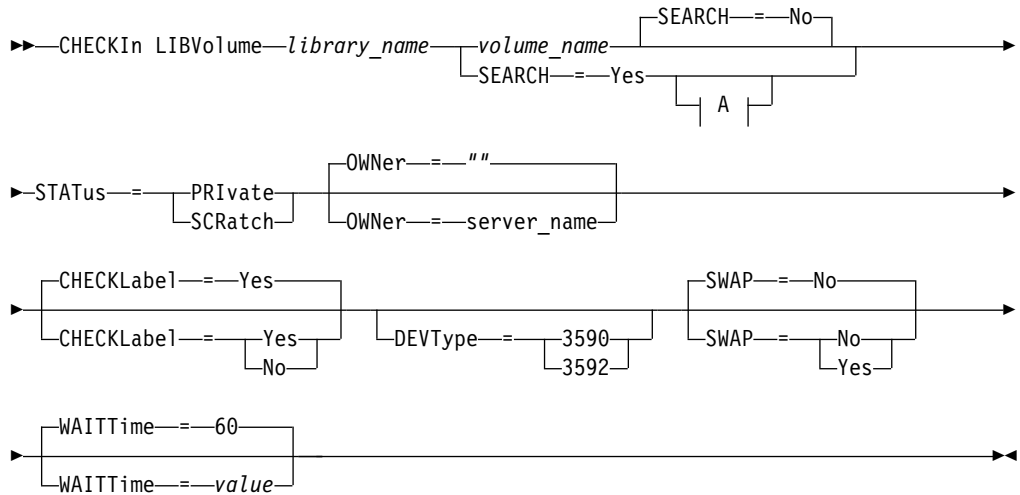 SEARCH = No
CHECKIn LIBVolume library_name volume_name
SEARCH = Yes
A
OWNer = ""
STATus = PRIvate
SCRatch OWNer = server_name
CHECKLabel = Yes SWAP = No
CHECKLabel = Yes DEVType = 3590 SWAP = No
No 3592 Yes
WAITTime = 60
WAITTime = value